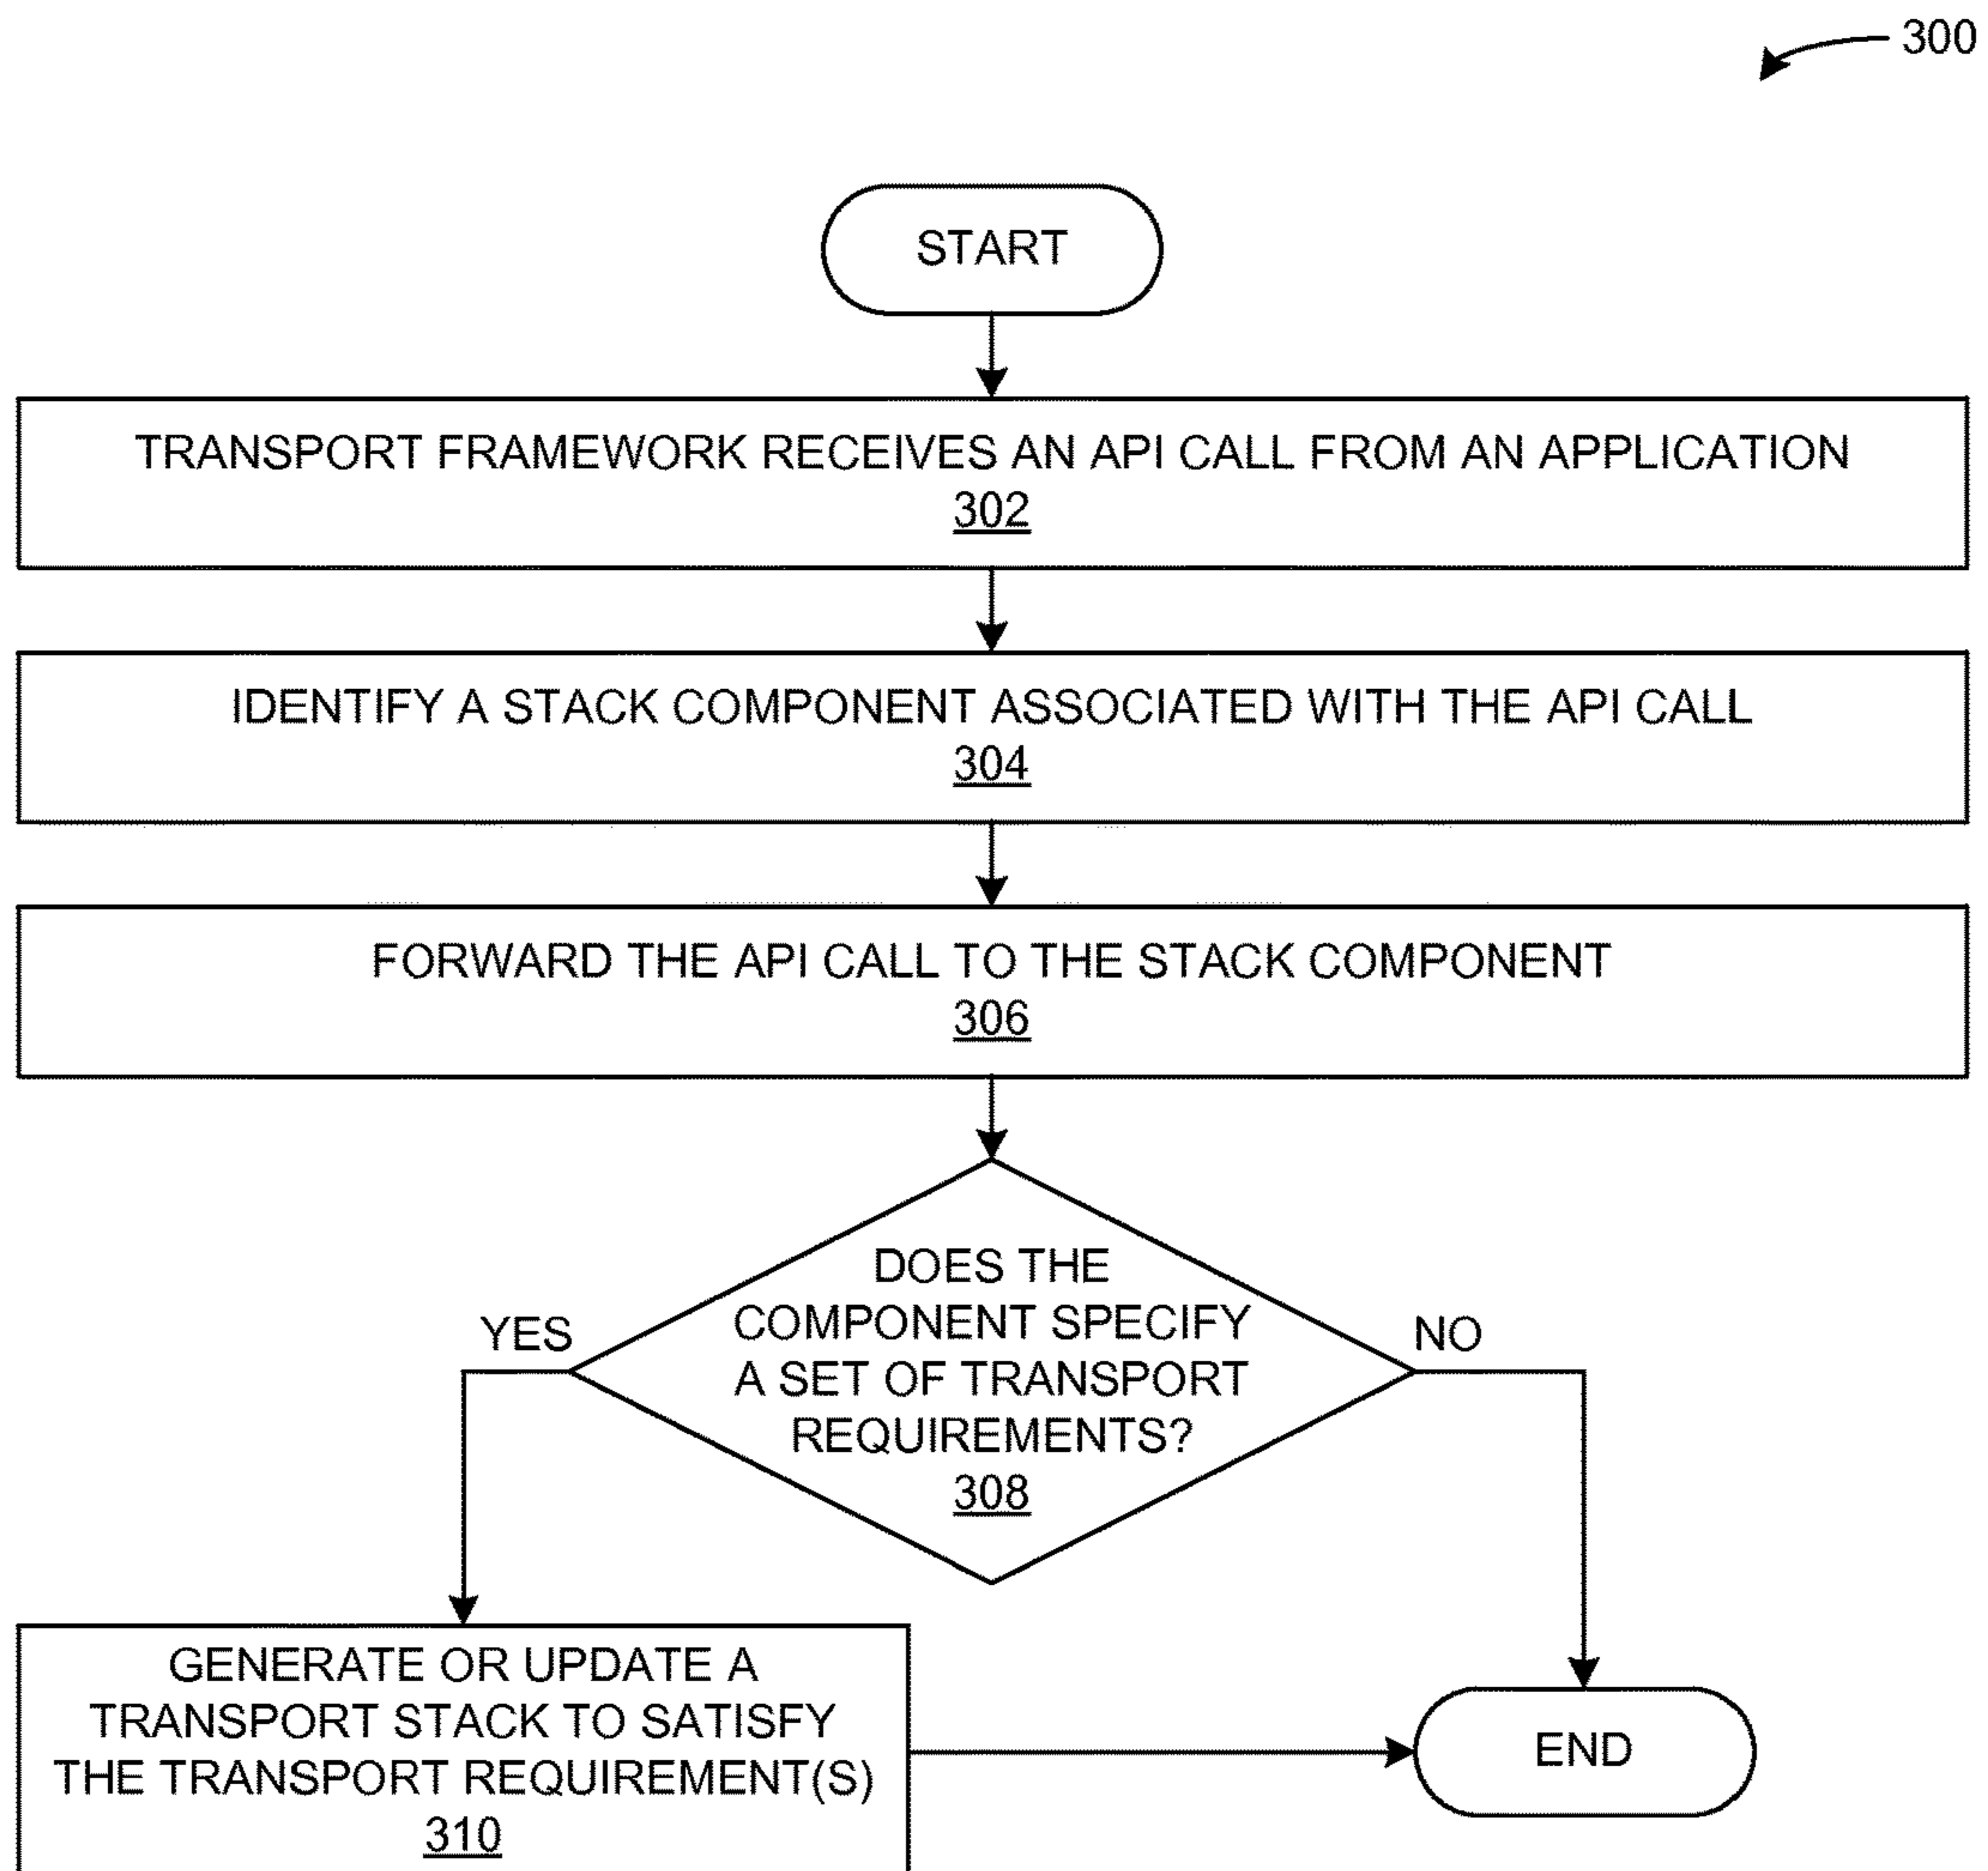 300
START
TRANSPORT FRAMEWORK RECEIVES AN API CALL FROM AN APPLICATION
302
IDENTIFY A STACK COMPONENT ASSOCIATED WITH THE API CALL
304
FORWARD THE API CALL TO THE STACK COMPONENT
306
DOES THE
COMPONENT SPECIFY
A SET OF TRANSPORT
REQUIREMENTS?
308
YES
NO
GENERATE OR UPDATE A
TRANSPORT STACK TO SATISFY
THE TRANSPORT REQUIREMENT(S)
310
END